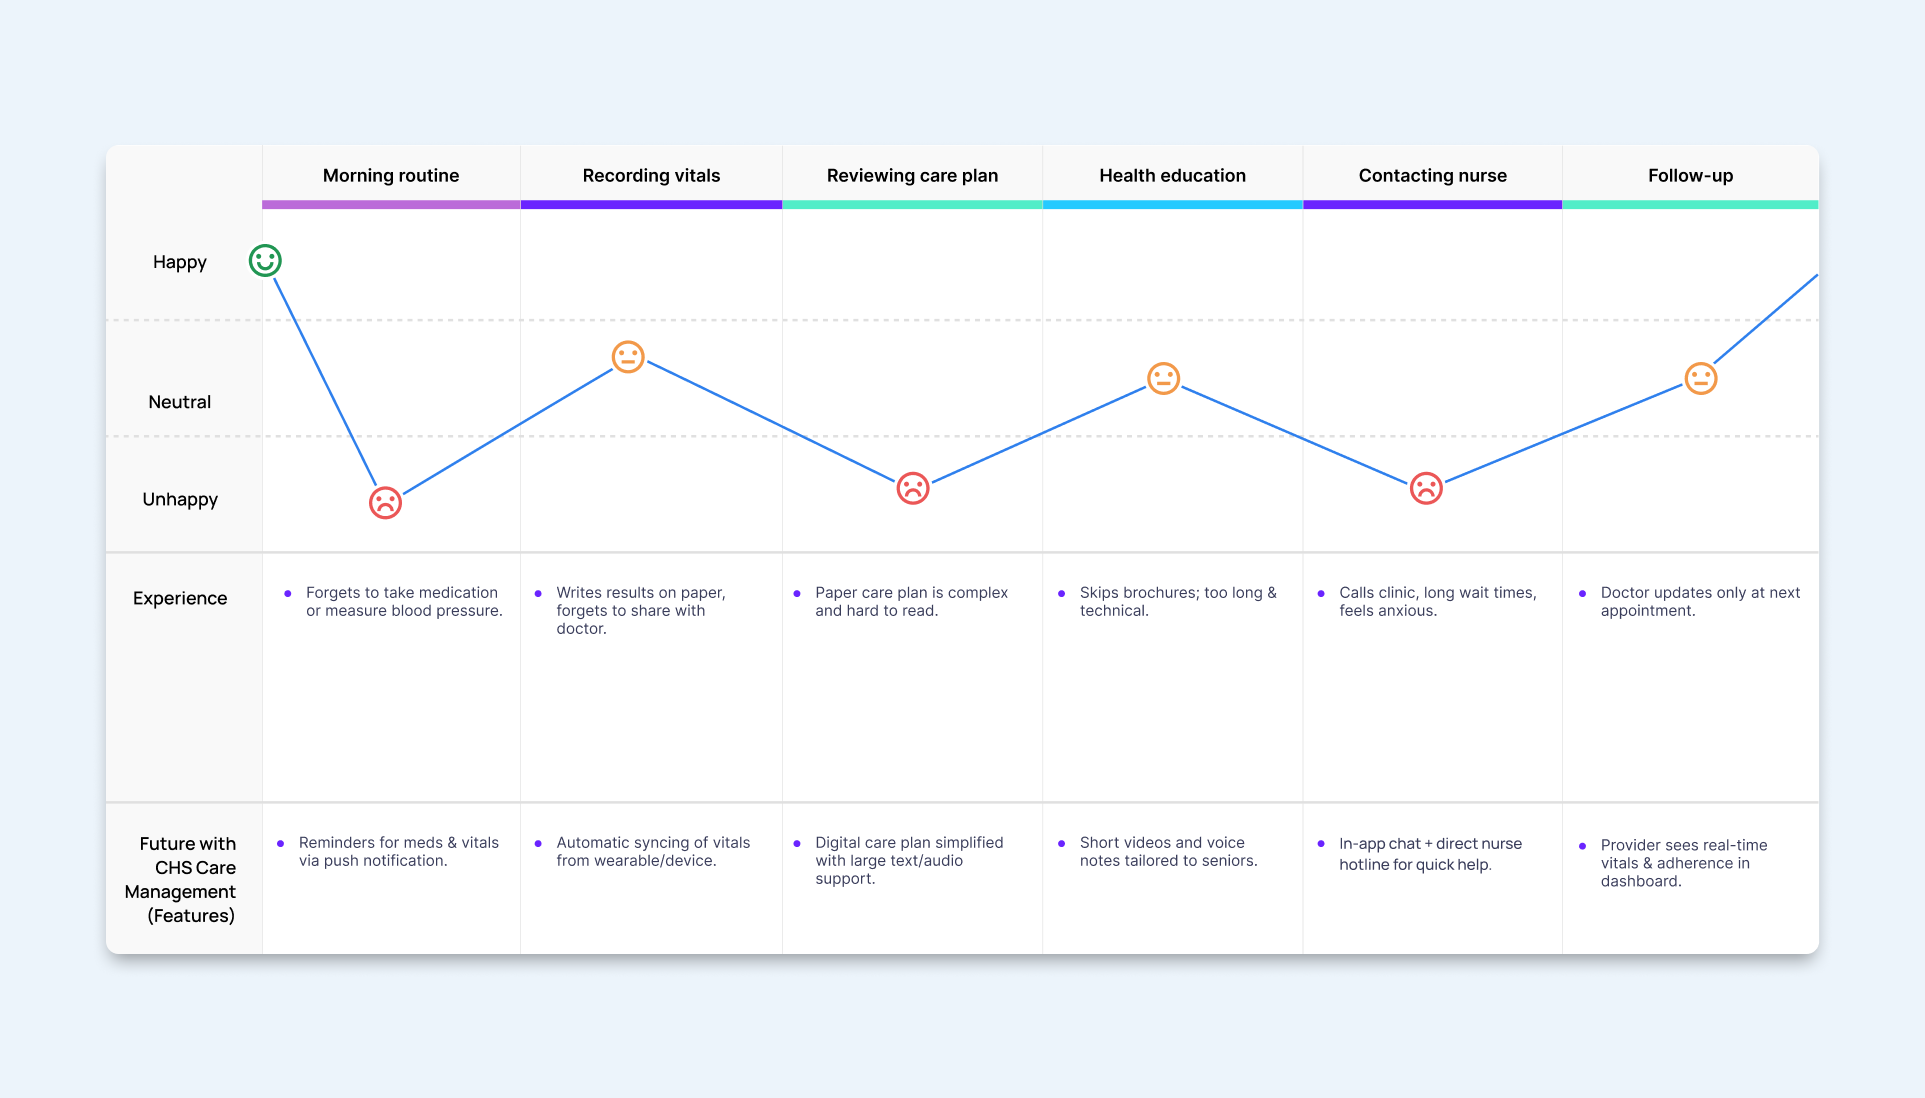 Morning routine
Recording vitals
Reviewing care plan
Health education
Contacting nurse
Follow-up
Happy
Neutral
Unhappy
Experience
Forgets to take medication
or measure blood pressure.
Writes results on paper,
forgets to share with
doctor.
Paper care plan is complex
and hard to read.
Skips brochures; too long &
technical.
Calls clinic, long wait times,
feels anxious.
Doctor updates only at next
appointment.
Future with
CHS Care
Management
(Features)
Reminders for meds & vitals
via push notification.
Automatic syncing of vitals
from wearable/device.
Digital care plan simplified
with large text/audio
support.
Short videos and voice
notes tailored to seniors.
In-app chat + direct nurse
hotline for quick help.
Provider sees real-time
vitals & adherence in
dashboard.